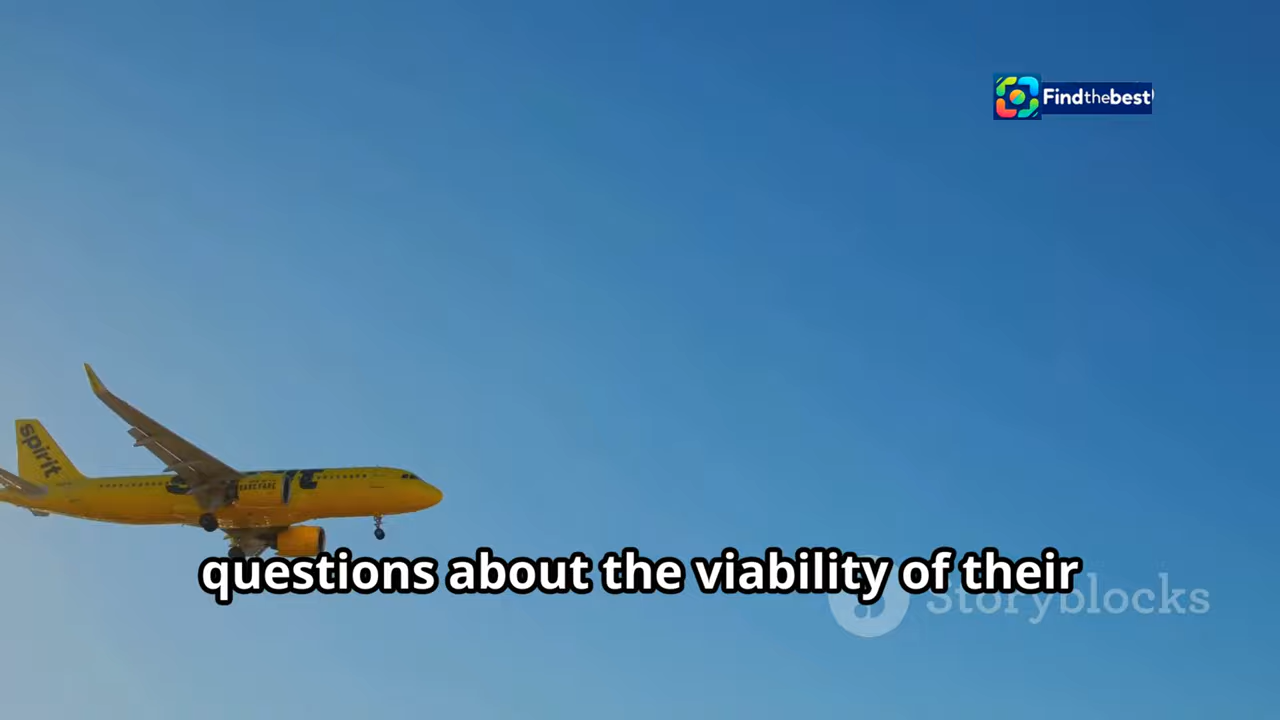 Findthebest
spirit
questions about the viability of their
Storyblocks